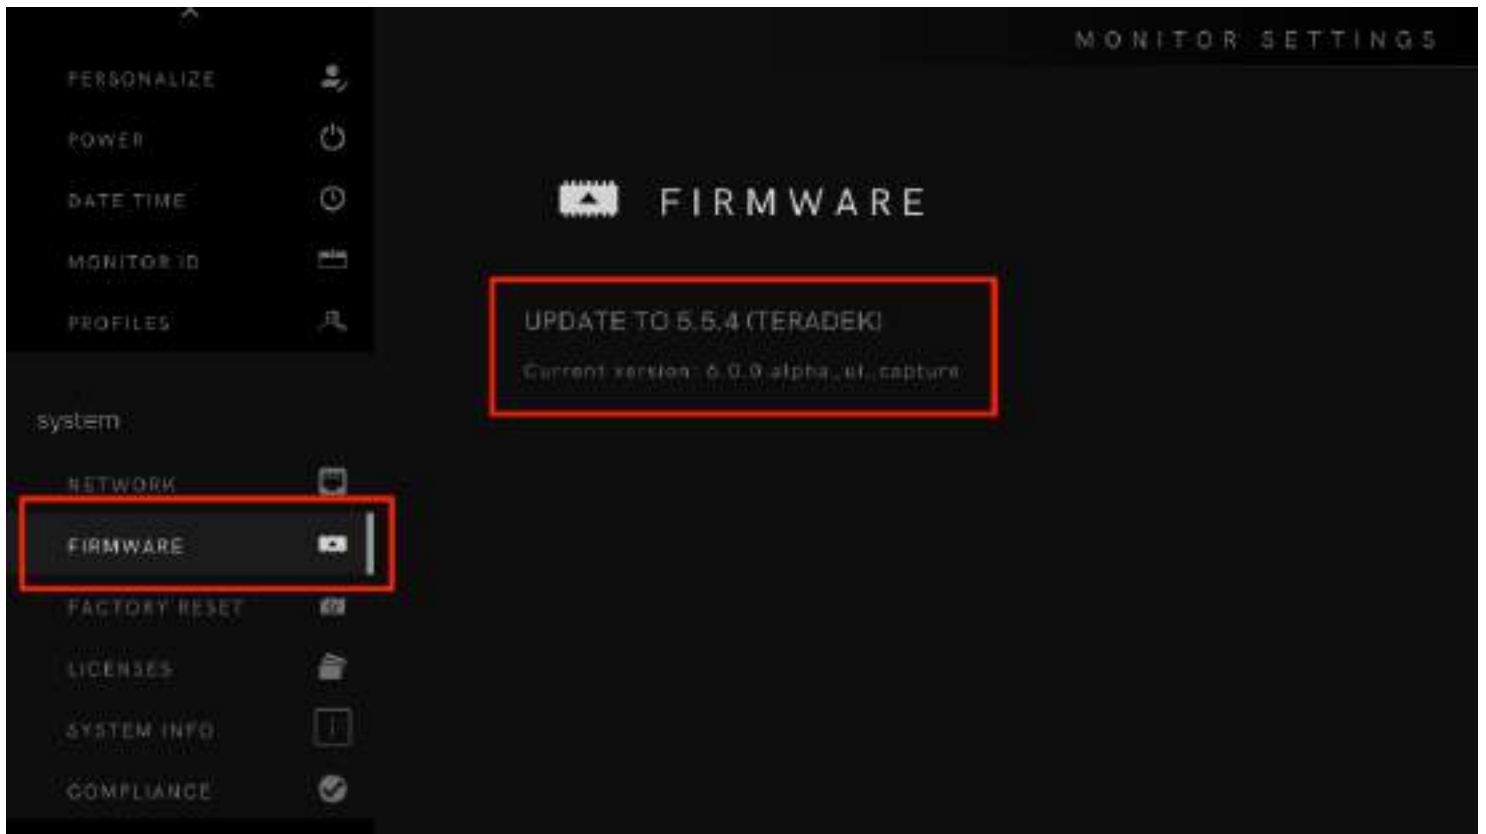 MONITOR SETTINGS
PERSONALIZE
POWER
DATE TIME
MONITOR ID
PROFILES
system
NETWORK
FIRMWARE
FACTORY RESET
LICENSES
SYSTEM INFO
COMPLIANCE
FIRMWARE
UPDATE TO 5.5.4 (TERADEK)
Current version: 6.0.0 alpha_ui_capture